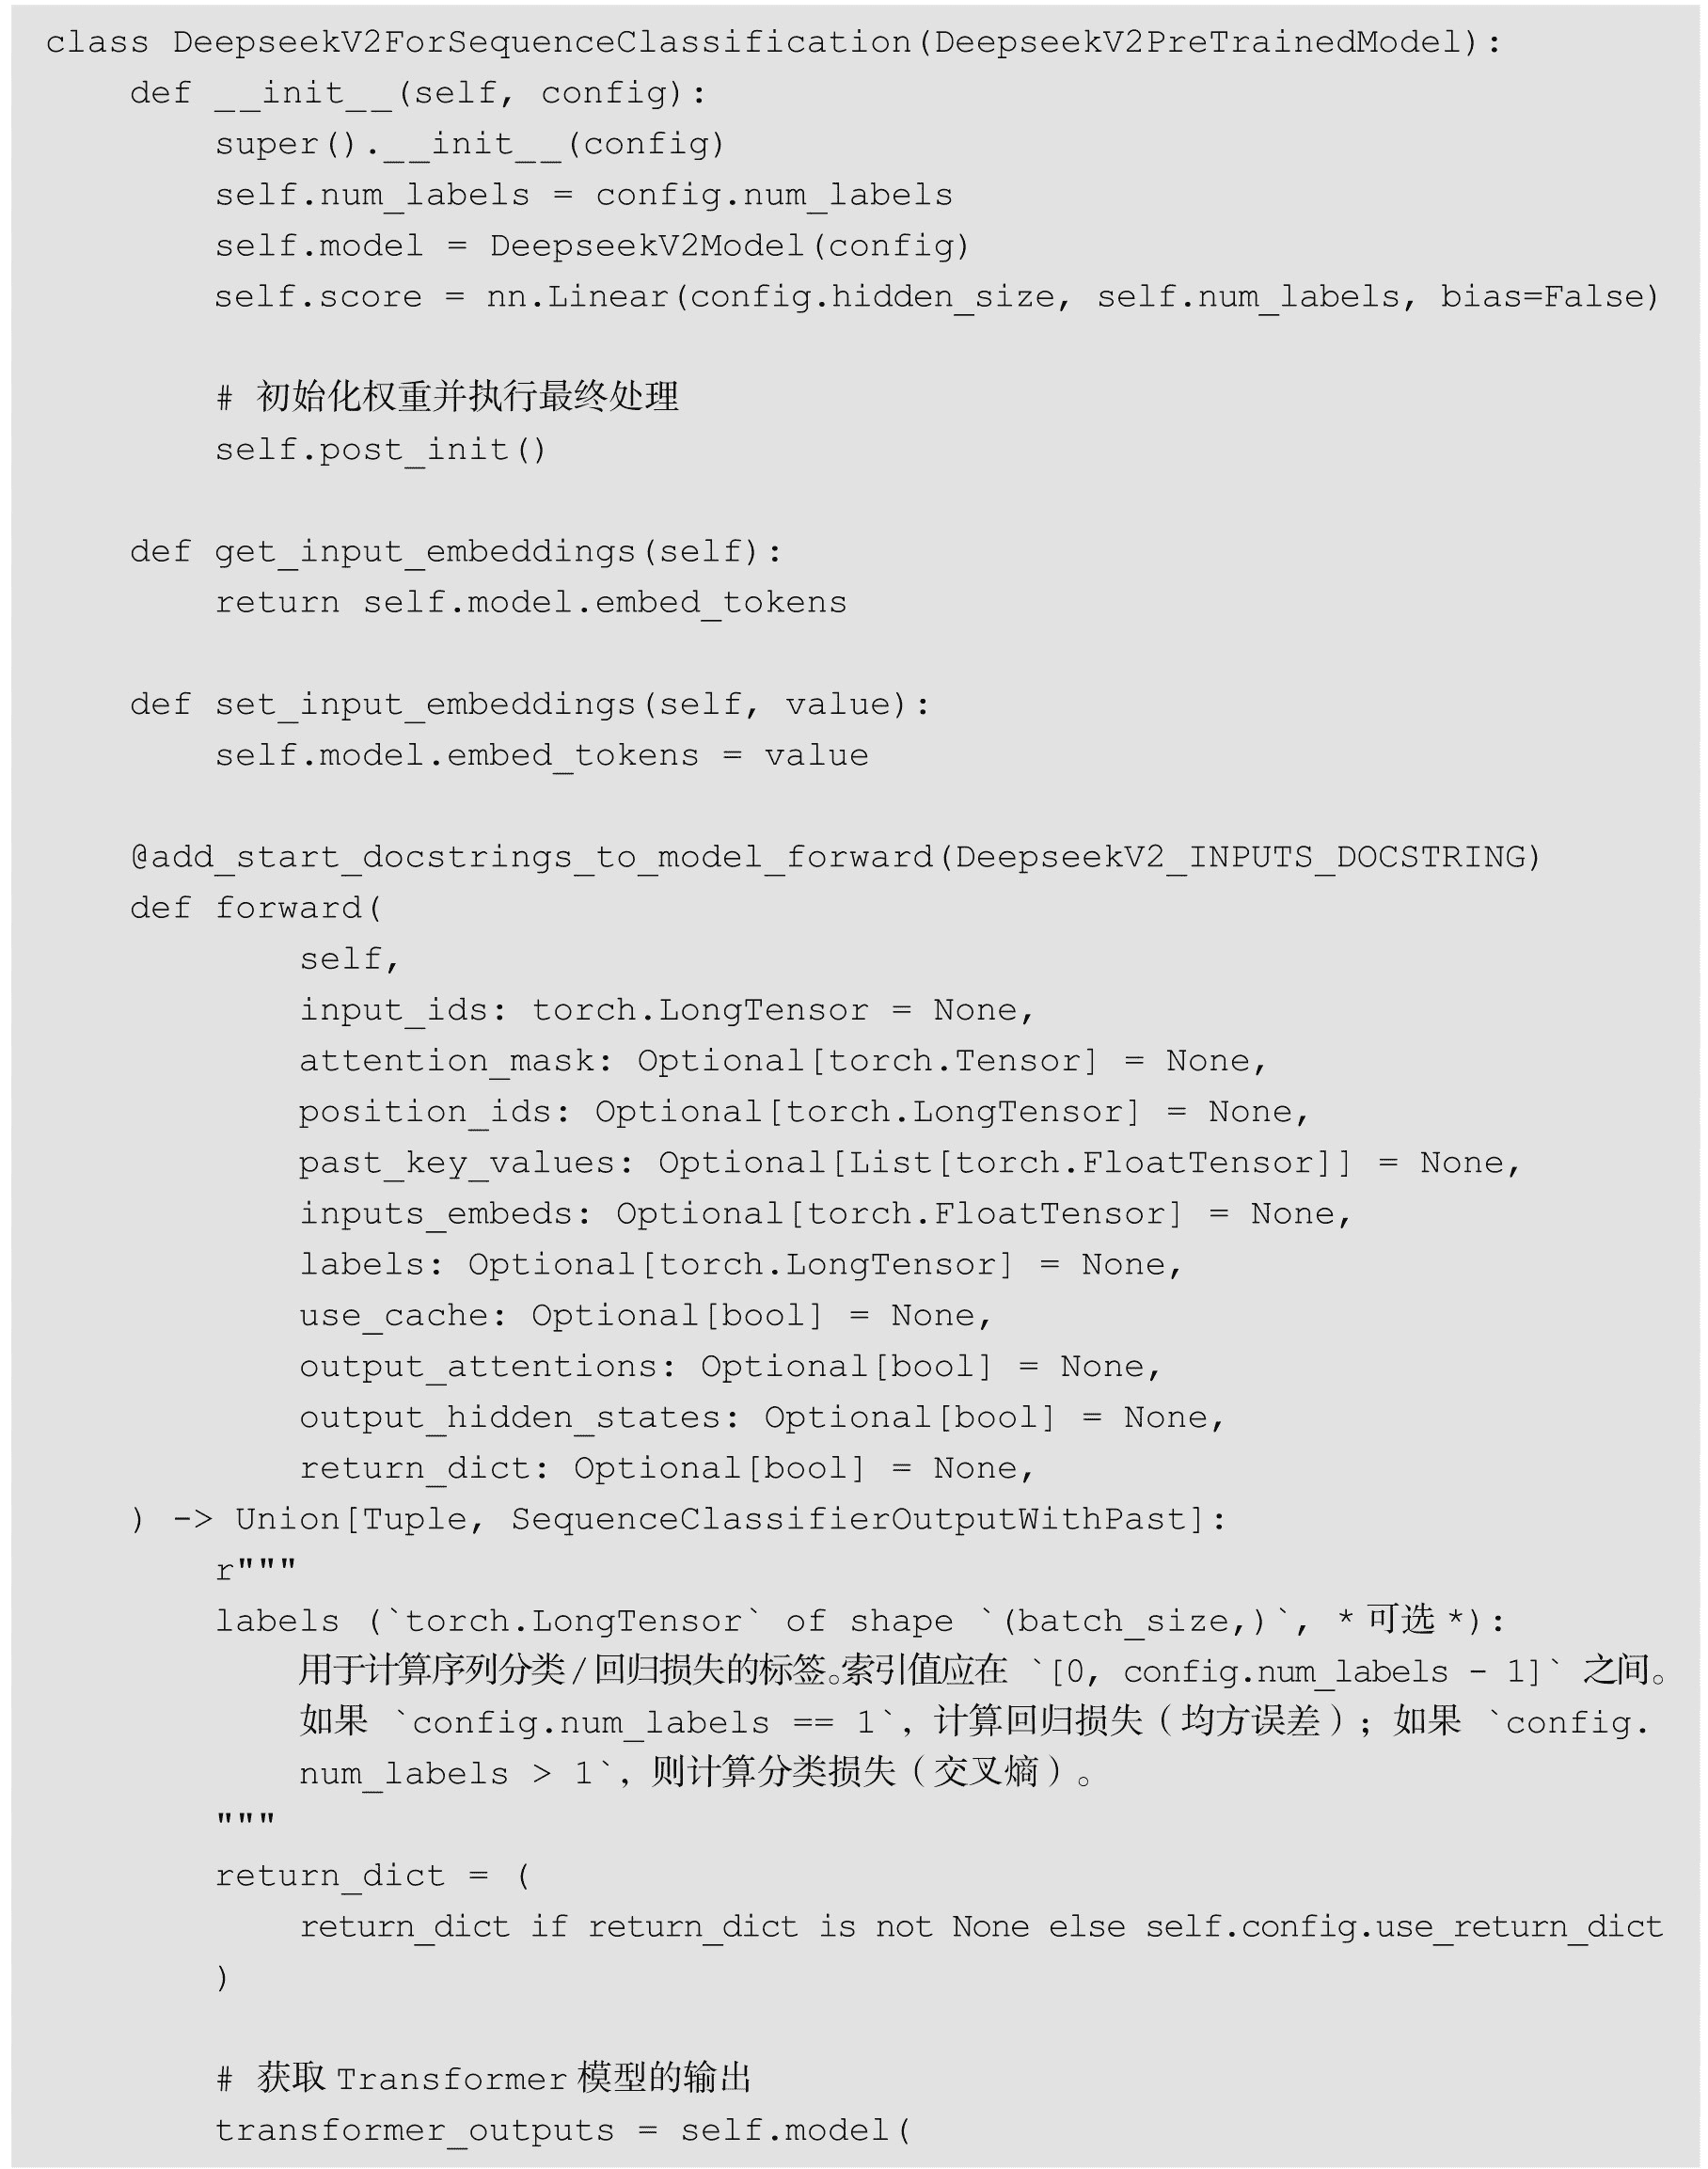 class DeepseekV2ForSequenceClassification(DeepseekV2PreTrainedModel):
    def __init__(self, config):
        super().__init__(config)
        self.num_labels = config.num_labels
        self.model = DeepseekV2Model(config)
        self.score = nn.Linear(config.hidden_size, self.num_labels, bias=False)

        # 初始化权重并执行最终处理
        self.post_init()

    def get_input_embeddings(self):
        return self.model.embed_tokens

    def set_input_embeddings(self, value):
        self.model.embed_tokens = value

    @add_start_docstrings_to_model_forward(DeepseekV2_INPUTS_DOCSTRING)
    def forward(
            self,
            input_ids: torch.LongTensor = None,
            attention_mask: Optional[torch.Tensor] = None,
            position_ids: Optional[torch.LongTensor] = None,
            past_key_values: Optional[List[torch.FloatTensor]] = None,
            inputs_embeds: Optional[torch.FloatTensor] = None,
            labels: Optional[torch.LongTensor] = None,
            use_cache: Optional[bool] = None,
            output_attentions: Optional[bool] = None,
            output_hidden_states: Optional[bool] = None,
            return_dict: Optional[bool] = None,
    ) -> Union[Tuple, SequenceClassifierOutputWithPast]:
        r"""
        labels (`torch.LongTensor` of shape `(batch_size,)`, *可选*):
            用于计算序列分类/回归损失的标签。索引值应在 `[0, config.num_labels - 1]` 之间。
            如果 `config.num_labels == 1`，计算回归损失（均方误差）；如果 `config.
            num_labels > 1`，则计算分类损失（交叉熵）。
        """
        return_dict = (
            return_dict if return_dict is not None else self.config.use_return_dict
        )

        # 获取 Transformer 模型的输出
        transformer_outputs = self.model(